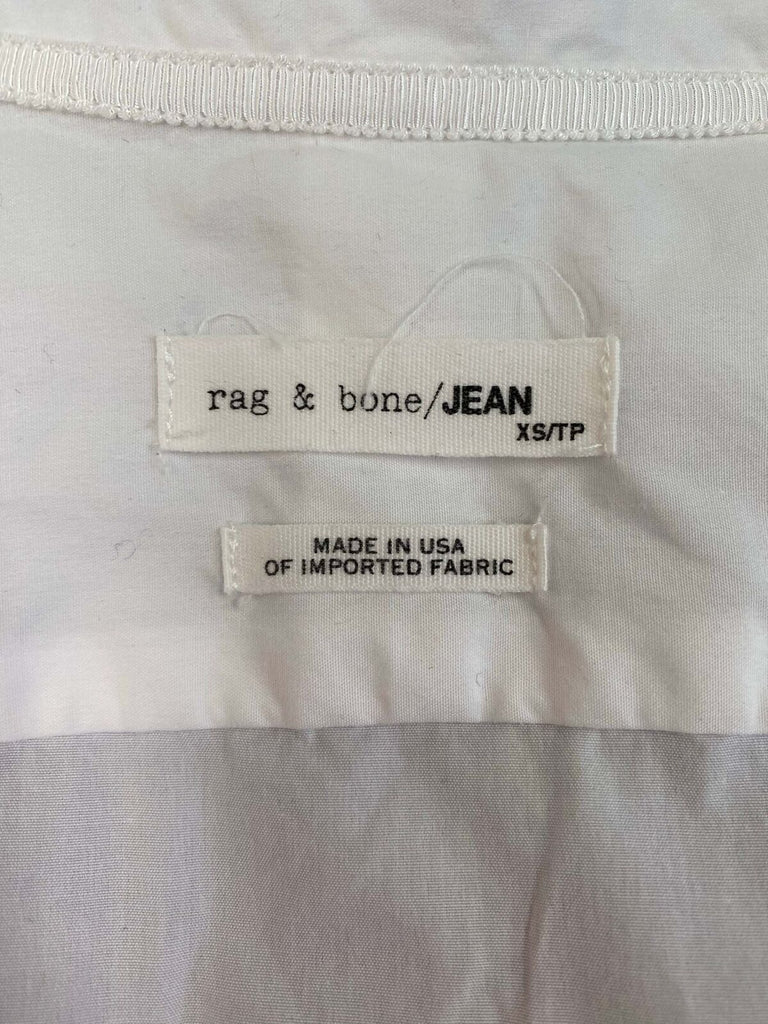 rag & bone/JEAN
XS/TP
MADE IN USA
OF IMPORTED FABRIC